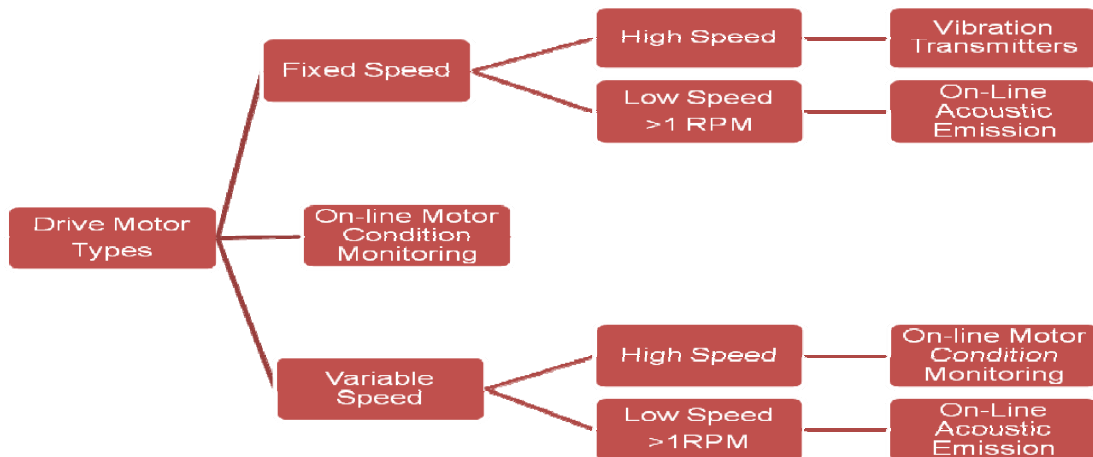 Drive Motor
Types
Fixed Speed
High Speed
Vibration
Transmitters
Low Speed
>1 RPM
On-Line
Acoustic
Emission
On-line Motor
Condition
Monitoring
Variable
Speed
High Speed
On-line Motor
Condition
Monitoring
Low Speed
>1RPM
On-Line
Acoustic
Emission